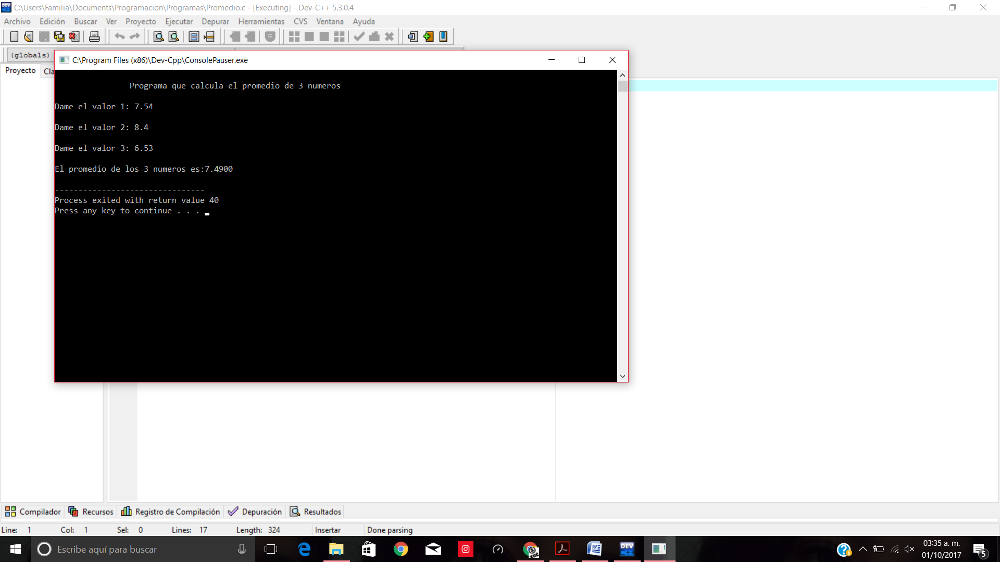 C:\Users\Familia\Documents\Programacion\Programas\Promedio.c - [Executing] - Dev-C++ 5.3.0.4
Archivo Edición Buscar Ver Proyecto Ejecutar Depurar Herramientas CVS Ventana Ayuda
(globals)
Proyecto Cla
C:\Program Files (x86)\Dev-Cpp\ConsolePauser.exe
Programa que calcula el promedio de 3 numeros
Dame el valor 1: 7.54
Dame el valor 2: 8.4
Dame el valor 3: 6.53
El promedio de los 3 numeros es:7.4900
--------------------------------
Process exited with return value 40
Press any key to continue . . .
Compilador Recursos Registro de Compilación Depuración Resultados
Line: 1 Col: 1 Sel: 0 Lines: 17 Length: 324 Insertar Done parsing
Escribe aquí para buscar
DEV
03:35 a. m.
01/10/2017
5